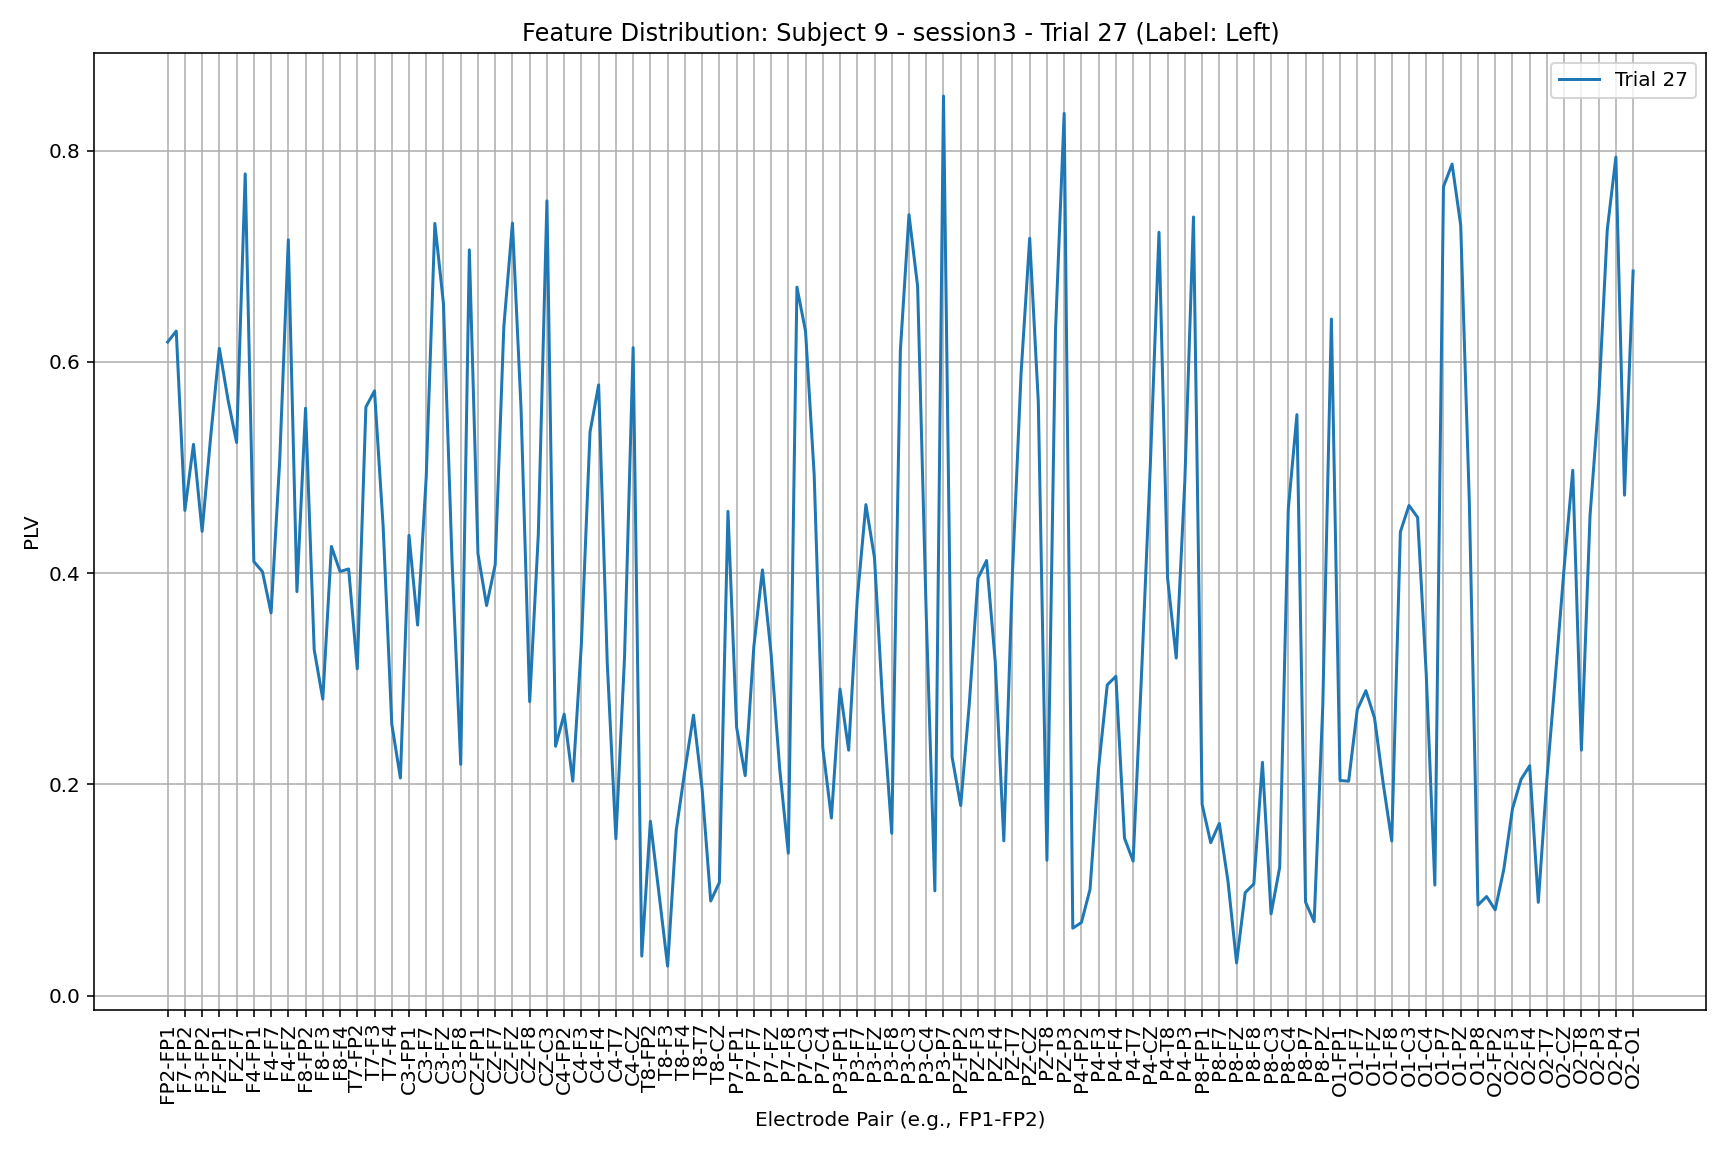 Feature Distribution: Subject 9 - session3 - Trial 27 (Label: Left)
Trial 27
PLV
0.8
0.6
0.4
0.2
0.0
FP2-FP1
F7-FP2
F3-FP2
FZ-FP1
FZ-F7
F4-FP1
F4-F7
F4-FZ
F8-FP2
F8-F3
F8-F4
T7-FP2
T7-F3
T7-F4
C3-FP1
C3-F7
C3-FZ
C3-F8
CZ-FP1
CZ-F7
CZ-FZ
CZ-F8
CZ-C3
C4-FP2
C4-F3
C4-F4
C4-T7
C4-CZ
T8-FP2
T8-F3
T8-F4
T8-T7
T8-CZ
P7-FP1
P7-F7
P7-FZ
P7-F8
P7-C3
P7-C4
P3-FP1
P3-F7
P3-FZ
P3-F8
P3-C3
P3-C4
P3-P7
PZ-FP2
PZ-F3
PZ-F4
PZ-T7
PZ-CZ
PZ-T8
PZ-P3
P4-FP2
P4-F3
P4-F4
P4-T7
P4-CZ
P4-T8
P4-P3
P8-FP1
P8-F7
P8-FZ
P8-F8
P8-C3
P8-C4
P8-P7
P8-PZ
O1-FP1
O1-F7
O1-FZ
O1-F8
O1-C3
O1-C4
O1-P7
O1-PZ
O1-P8
O2-FP2
O2-F3
O2-F4
O2-T7
O2-CZ
O2-T8
O2-P3
O2-P4
O2-O1
Electrode Pair (e.g., FP1-FP2)